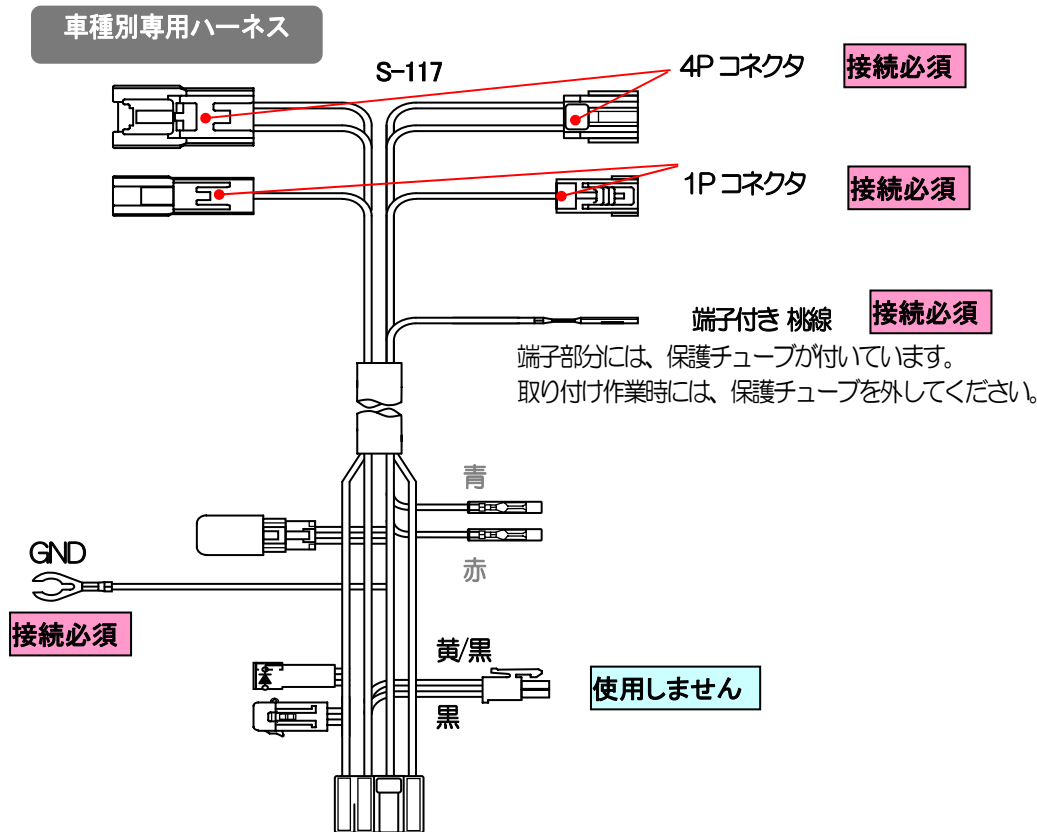 車種別専用ハーネス
S-117
4P コネクタ 接続必須
1P コネクタ 接続必須
端子付き 桃線 接続必須
端子部分には、保護チューブが付いています。
取り付け作業時には、保護チューブを外してください。
青
赤
GND
接続必須
黄/黒
黒
使用しません